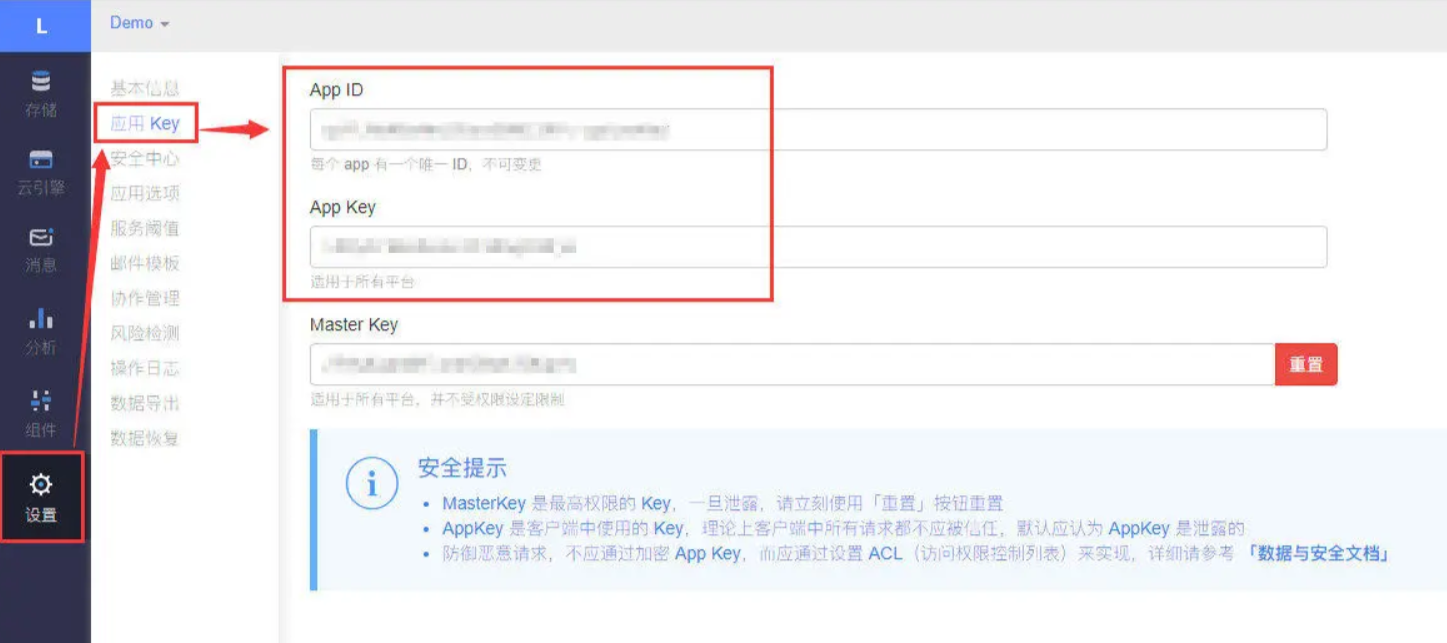 L
Demo
存储
云引擎
消息
分析
组件
设置
基本信息
应用 Key
安全中心
应用选项
服务阈值
邮件模板
协作管理
风险检测
操作日志
数据导出
数据恢复
App ID
每个 app 有一个唯一 ID，不可变更
App Key
适用于所有平台
Master Key
重置
适用于所有平台，并不受权限设定限制
安全提示
MasterKey 是最高权限的 Key，一旦泄露，请立刻使用「重置」按钮重置
AppKey 是客户端中使用的 Key，理论上客户端中所有请求都不应被信任，默认应认为 AppKey 是泄露的
防御恶意请求，不应通过加密 App Key，而应通过设置 ACL（访问权限控制列表）来实现，详细请参考「数据与安全文档」